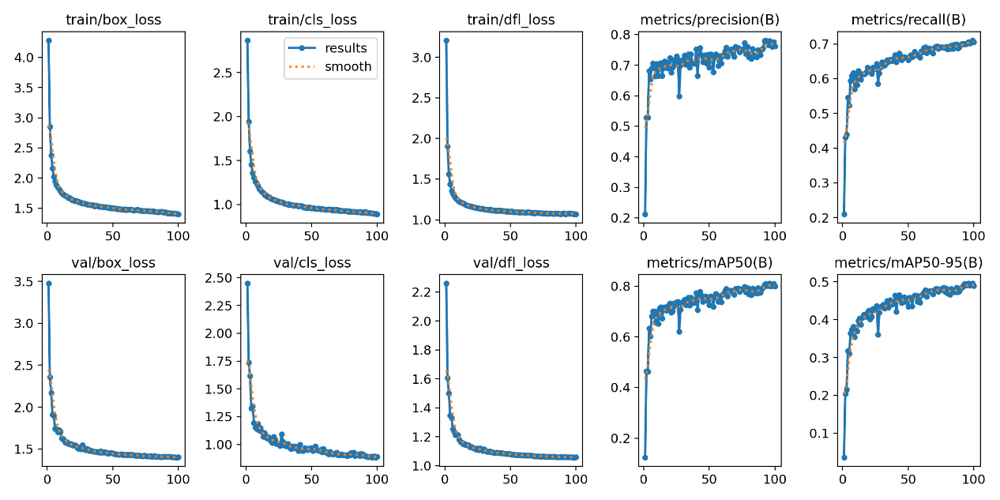 train/box_loss
train/cls_loss
train/dfl_loss
metrics/precision(B)
metrics/recall(B)
4.0
3.5
3.0
2.5
2.0
1.5
0 50 100
2.5
2.0
1.5
1.0
results
smooth
0 50 100
3.0
2.5
2.0
1.5
1.0
0 50 100
0.8
0.7
0.6
0.5
0.4
0.3
0.2
0 50 100
0.7
0.6
0.5
0.4
0.3
0.2
0 50 100
val/box_loss
val/cls_loss
val/dfl_loss
metrics/mAP50(B)
metrics/mAP50-95(B)
3.5
3.0
2.5
2.0
1.5
0 50 100
2.50
2.25
2.00
1.75
1.50
1.25
1.00
0 50 100
2.2
2.0
1.8
1.6
1.4
1.2
1.0
0 50 100
0.8
0.6
0.4
0.2
0 50 100
0.5
0.4
0.3
0.2
0.1
0 50 100